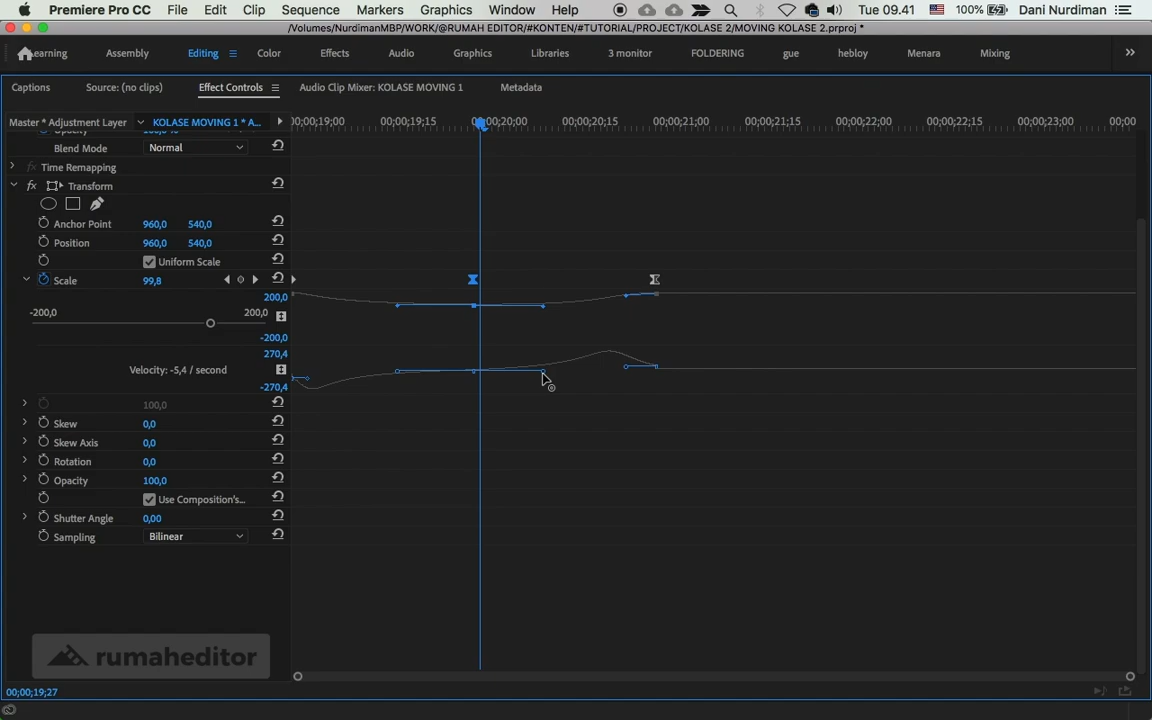 Premiere Pro CC File Edit Clip Sequence Markers Graphics Window Help Tue 09.41 100% Dani Nurdiman
/Volumes/NurdimanMBP/WORK/@RUMAH EDITOR/#KONTEN/#TUTORIAL/PROJECT/KOLASE 2/MOVING KOLASE 2.prproj *
earning Assembly Editing Color Effects Audio Graphics Libraries 3 monitor FOLDERING gue hebloy Menara Mixing
Captions Source: (no clips) Effect Controls Audio Clip Mixer: KOLASE MOVING 1 Metadata
Master * Adjustment Layer KOLASE MOVING 1 * A... 00;00;19;00 00;00;19;15 00;00;20;00 00;00;20;15 00;00;21;00 00;00;21;15 00;00;22;00 00;00;22;15 00;00;23;00 00;00
Opacity
Blend Mode Normal
fx Time Remapping
fx Transform
Anchor Point 960,0 540,0
Position 960,0 540,0
Uniform Scale
Scale 99,8
200,0
-200,0 200,0
-200,0
270,4
Velocity: -5,4 / second
-270,4
100,0
Skew 0,0
Skew Axis 0,0
Rotation 0,0
Opacity 100,0
Use Composition's...
Shutter Angle 0,00
Sampling Bilinear
rumaheditor
00;00;19;27